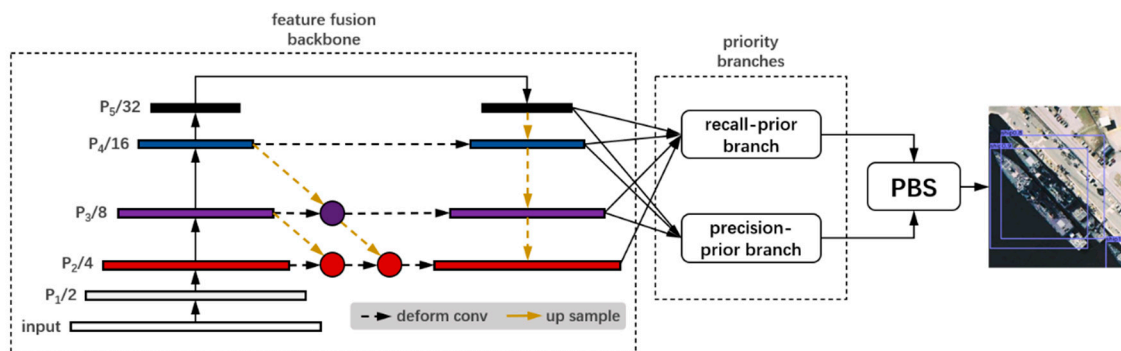 feature fusion
backbone
priority
branches
P5/32
P4/16
P3/8
P2/4
P1/2
input
recall-prior
branch
precision-
prior branch
PBS
deform conv
up sample